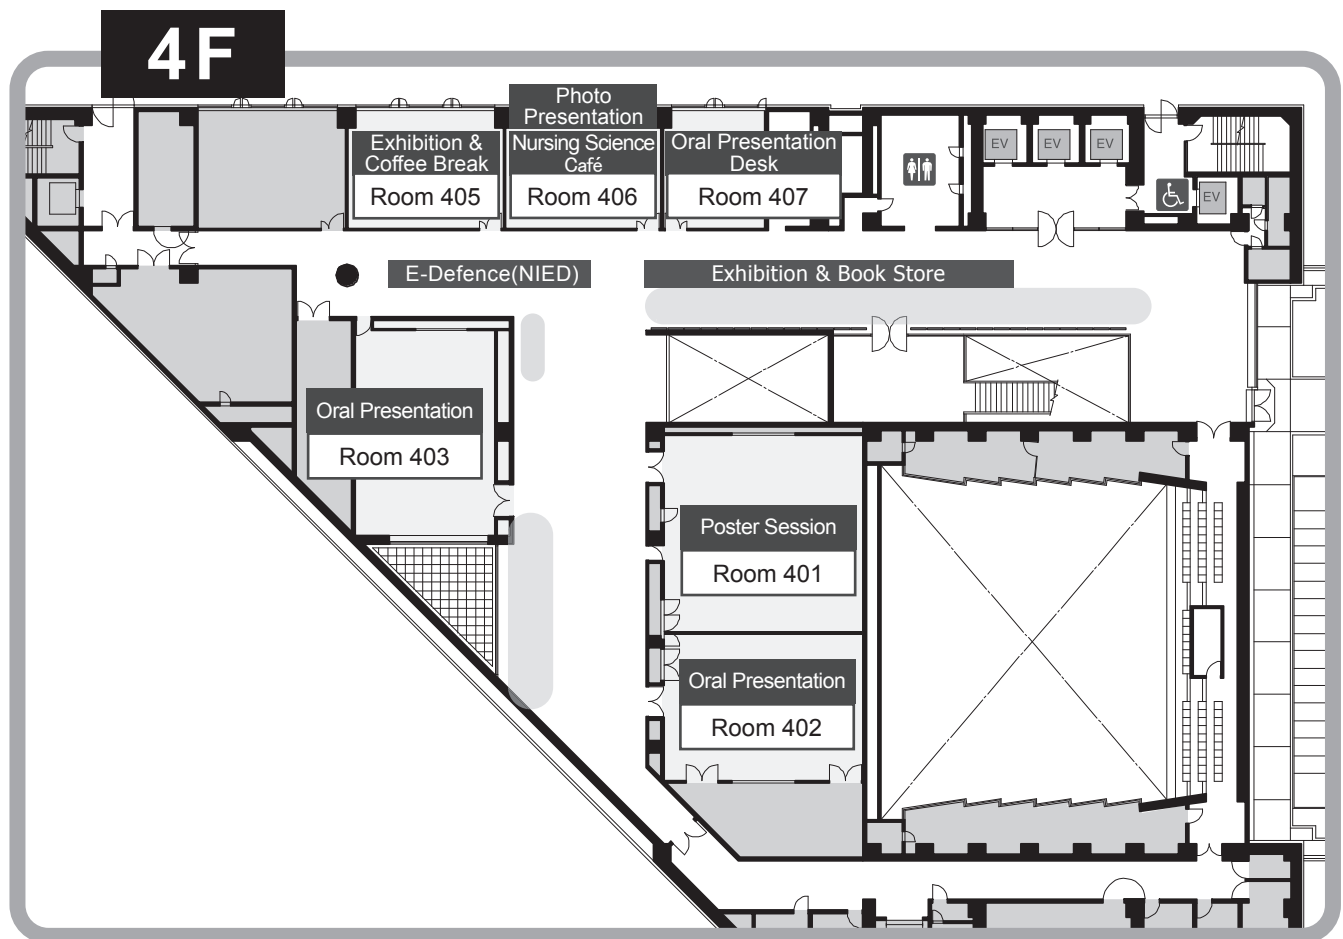 4F
Photo
Presentation
Exhibition &
Coffee Break
Room 405
Nursing Science
Café
Room 406
Oral Presentation
Desk
Room 407
EV
EV
EV
EV
E-Defence(NIED)
Exhibition & Book Store
Oral Presentation
Room 403
Poster Session
Room 401
Oral Presentation
Room 402